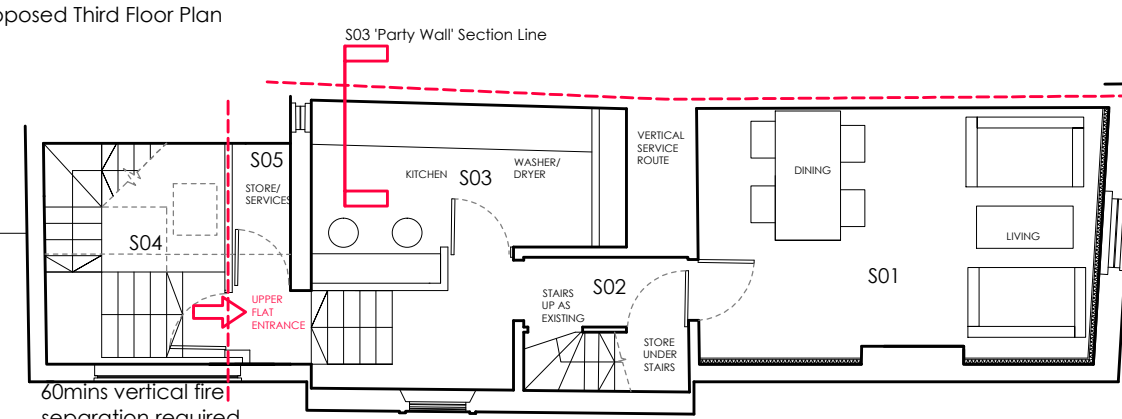 posed Third Floor Plan
S03 'Party Wall' Section Line
S05
STORE/
SERVICES
S04
UPPER
FLAT
ENTRANCE
KITCHEN
S03
WASHER/
DRYER
VERTICAL
SERVICE
ROUTE
DINING
LIVING
S01
S02
STAIRS
UP AS
EXISTING
STORE
UNDER
STAIRS
60mins vertical fire
separation required